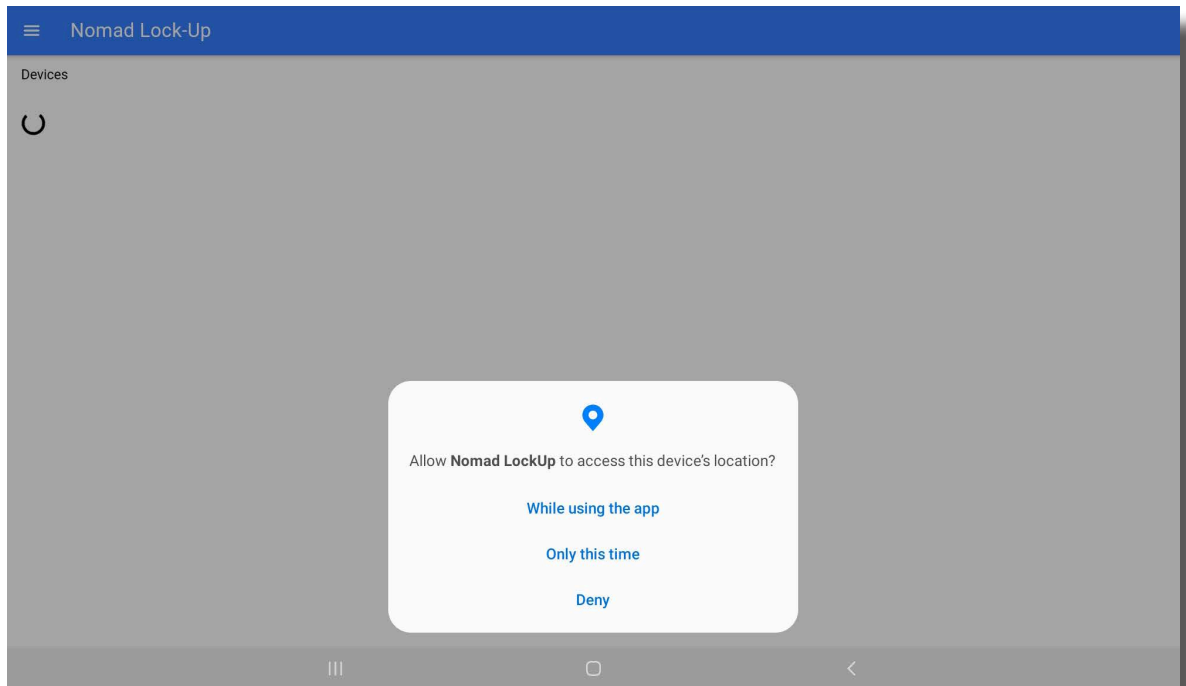 Nomad Lock-Up
Devices
Allow Nomad LockUp to access this device’s location?
While using the app
Only this time
Deny